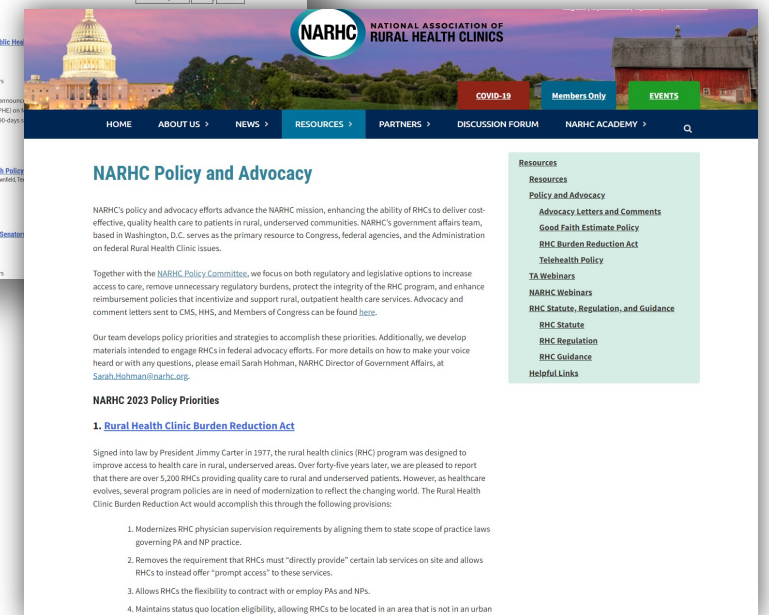 NARHC
NATIONAL ASSOCIATION OF
RURAL HEALTH CLINICS
COVID-19
Members Only
EVENTS
HOME
ABOUT US >
NEWS >
RESOURCES >
PARTNERS >
DISCUSSION FORUM
NARHC ACADEMY >
NARHC Policy and Advocacy
NARHC's policy and advocacy efforts advance the NARHC mission, enhancing the ability of RHCs to deliver cost-
effective, quality health care to patients in rural, underserved communities. NARHC's government affairs team,
based in Washington, D.C. serves as the primary resource to Congress, federal agencies, and the Administration
on federal Rural Health Clinic issues.
Together with the NARHC Policy Committee, we focus on both regulatory and legislative options to increase
access to care, remove unnecessary regulatory burdens, protect the integrity of the RHC program, and enhance
reimbursement policies that incentivize and support rural, outpatient health care services. Advocacy and
comment letters sent to CMS, HHS, and Members of Congress can be found here.
Our team develops policy priorities and strategies to accomplish these priorities. Additionally, we develop
materials intended to engage RHCs in federal advocacy efforts. For more details on how to make your voice
heard or with any questions, please email Sarah Hohman, NARHC Director of Government Affairs, at
Sarah.Hohman@narhc.org.
NARHC 2023 Policy Priorities
1. Rural Health Clinic Burden Reduction Act
Signed into law by President Jimmy Carter in 1977, the rural health clinics (RHC) program was designed to
improve access to health care in rural, underserved areas. Over forty-five years later, we are pleased to report
that there are over 5,200 RHCs providing quality care to rural and underserved patients. However, as healthcare
evolves, several program policies are in need of modernization to reflect the changing world. The Rural Health
Clinic Burden Reduction Act would accomplish this through the following provisions:
1. Modernizes RHC physician supervision requirements by aligning them to state scope of practice laws
governing PA and NP practice.
2. Removes the requirement that RHCs must "directly provide" certain lab services on site and allows
RHCs to instead offer "prompt access" to these services.
3. Allows RHCs the flexibility to contract with or employ PAs and NPs.
4. Maintains status quo location eligibility, allowing RHCs to be located in an area that is not in an urban
Resources
Resources
Policy and Advocacy
Advocacy Letters and Comments
Good Faith Estimate Policy
RHC Burden Reduction Act
Telehealth Policy
TA Webinars
NARHC Webinars
RHC Statute, Regulation, and Guidance
RHC Statute
RHC Regulation
RHC Guidance
Helpful Links